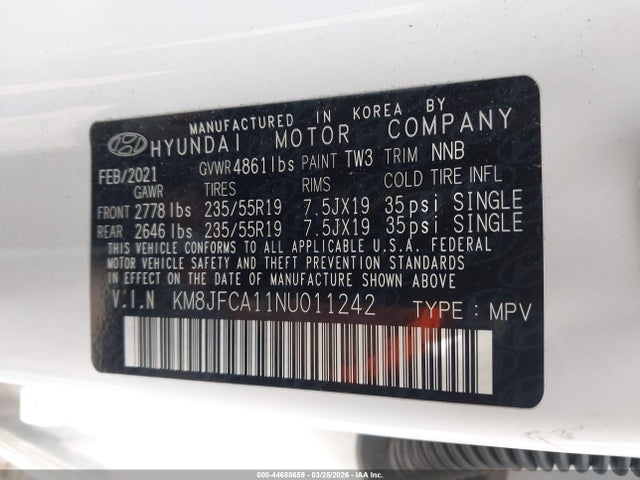 MANUFACTURED IN KOREA BY
HYUNDAI MOTOR COMPANY
FEB/2021 GVWR 4861 lbs PAINT TW3 TRIM NNB
GAWR TIRES RIMS COLD TIRE INFL
FRONT 2778 lbs 235/55R19 7.5JX19 35psi SINGLE
REAR 2646 lbs 235/55R19 7.5JX19 35psi SINGLE
THIS VEHICLE CONFORMS TO ALL APPLICABLE U.S.A. FEDERAL
MOTOR VEHICLE SAFETY, BUMPER, AND THEFT PREVENTION STANDARDS
IN EFFECT ON THE DATE OF MANUFACTURE SHOWN ABOVE.
V.I.N KM8JFCA11NU011242 TYPE : MPV
000-44688659 | 03/25/2026 | IAA Inc.